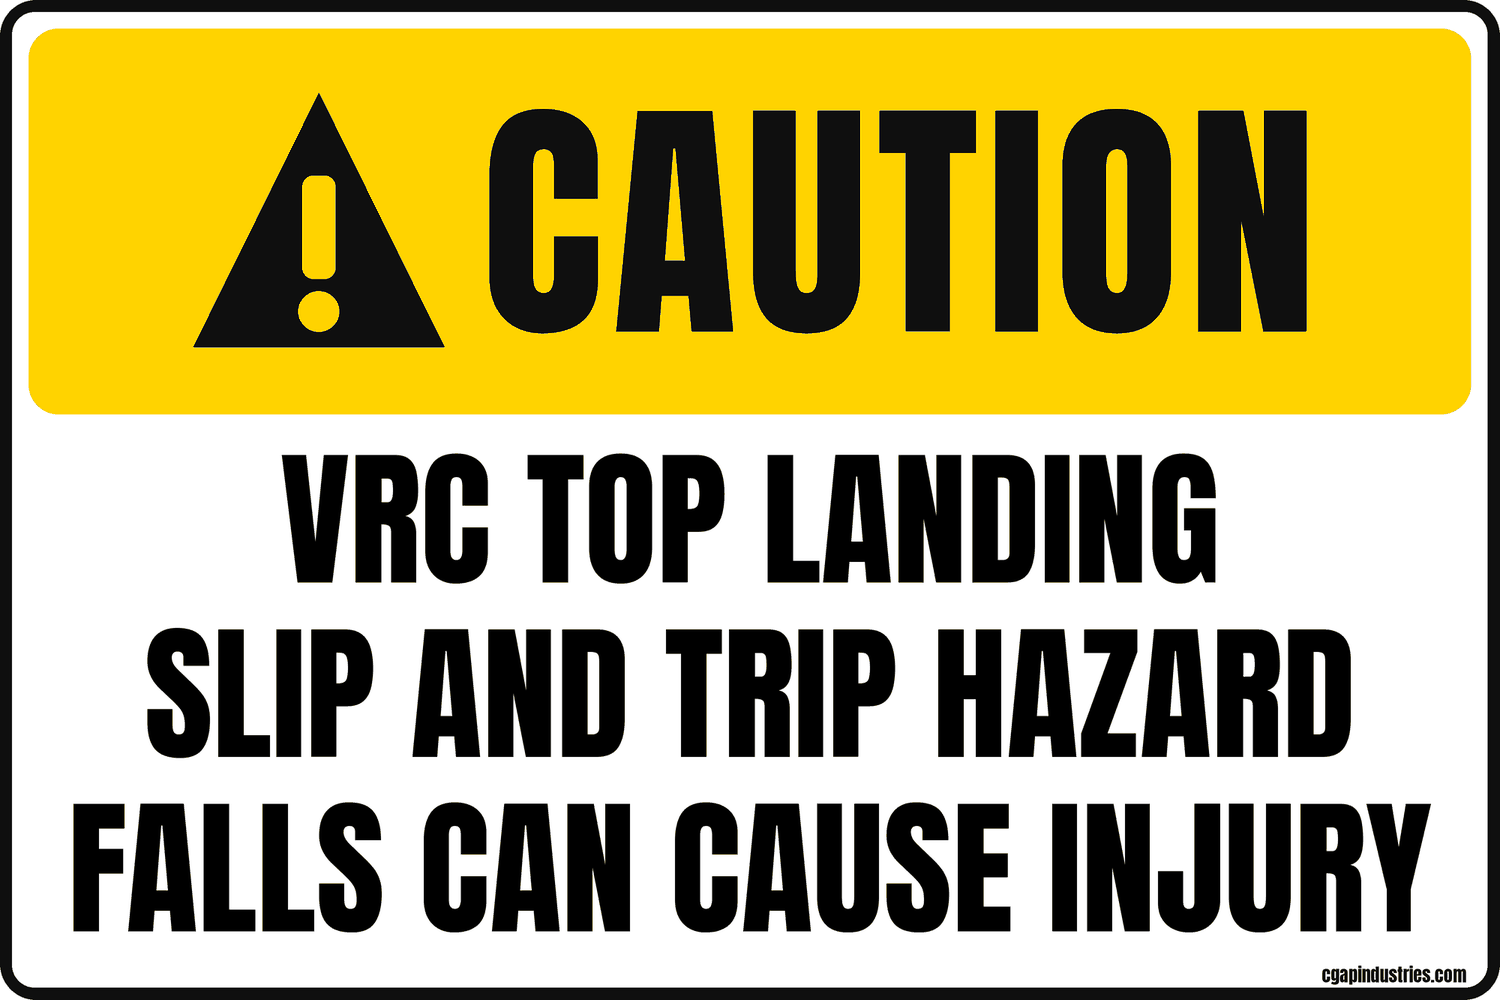 CAUTION
VRC TOP LANDING
SLIP AND TRIP HAZARD
FALLS CAN CAUSE INJURY
cgapindustries.com